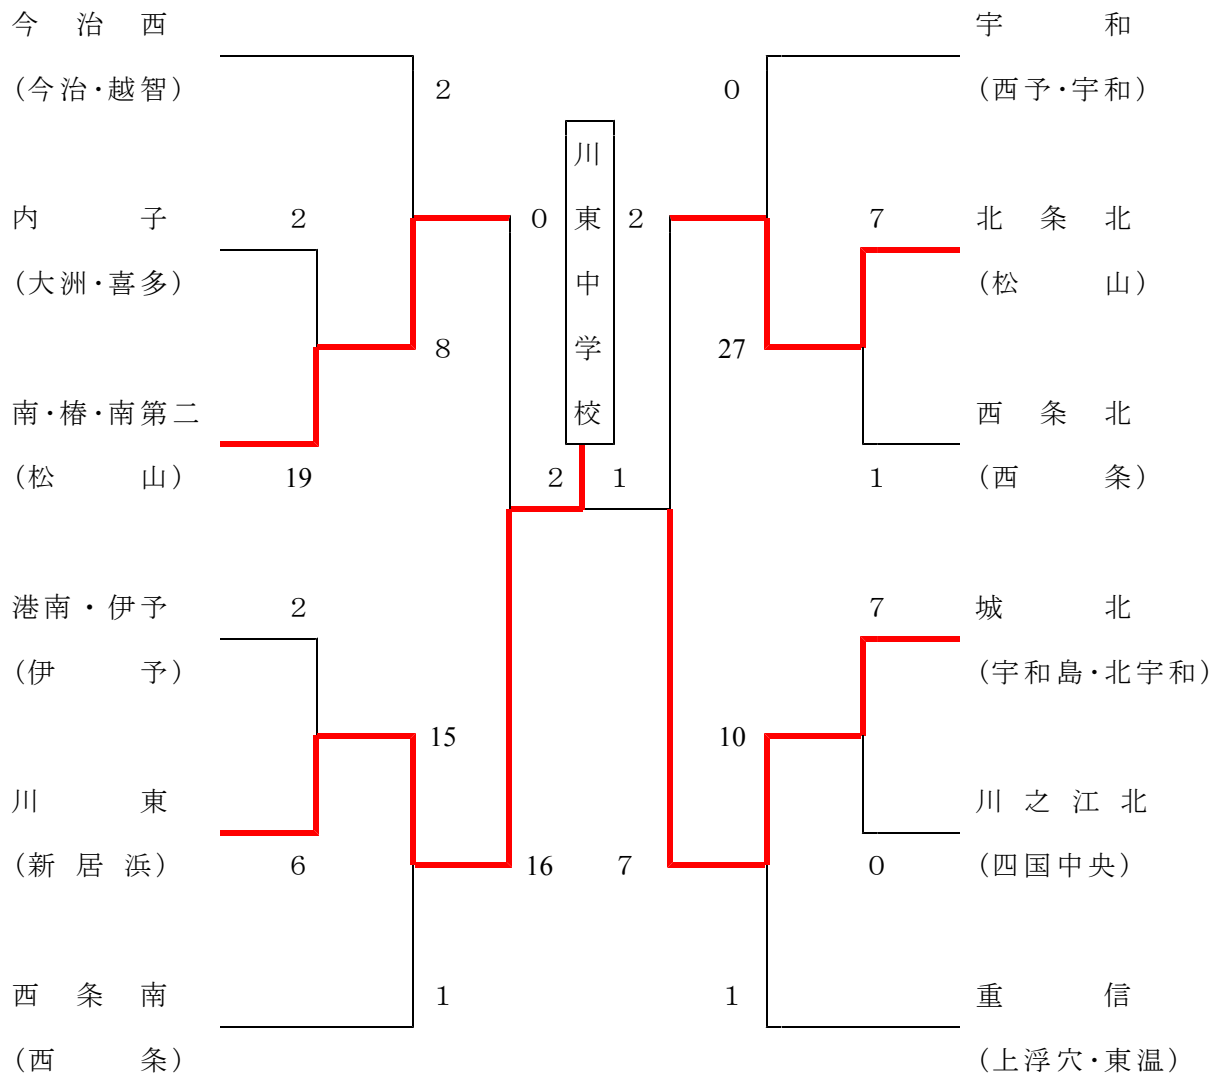 今治西
(今治・越智)
2
内子
2
(大洲・喜多)
8
南・椿・南第二
(松山)
19
港南・伊予
2
(伊予)
15
川東
(新居浜)
6
西条南
1
(西条)
0
16
川東中学校
2
1
2
7
宇和
0
(西予・宇和)
北条北
7
(松山)
27
西条北
(西条)
1
城北
7
(宇和島・北宇和)
10
川之江北
(四国中央)
0
重信
1
(上浮穴・東温)